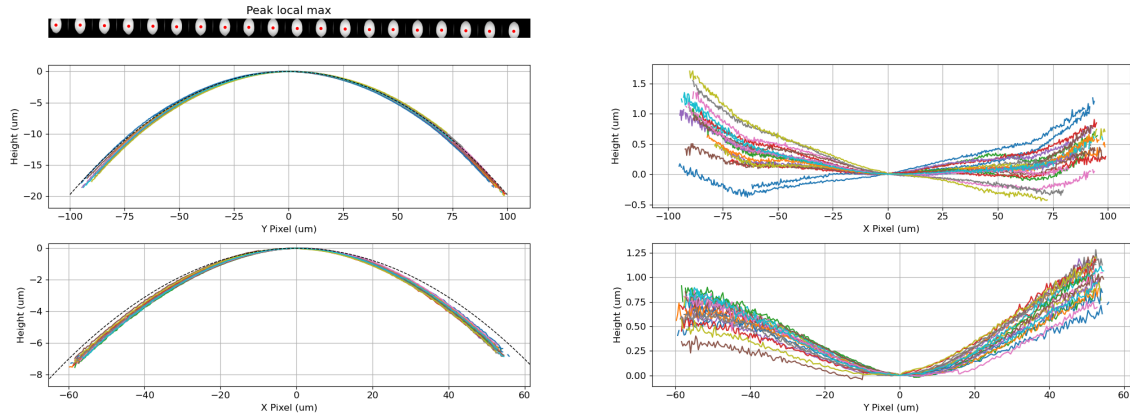 Peak local max
0
−5
−10
−15
−20
Height (um)
−100 −75 −50 −25 0 25 50 75 100
Y Pixel (um)
1.5
1.0
0.5
0.0
−0.5
Height (um)
−100 −75 −50 −25 0 25 50 75 100
X Pixel (um)
0
−2
−4
−6
−8
Height (um)
−60 −40 −20 0 20 40 60
X Pixel (um)
1.25
1.00
0.75
0.50
0.25
0.00
Height (um)
−60 −40 −20 0 20 40 60
Y Pixel (um)